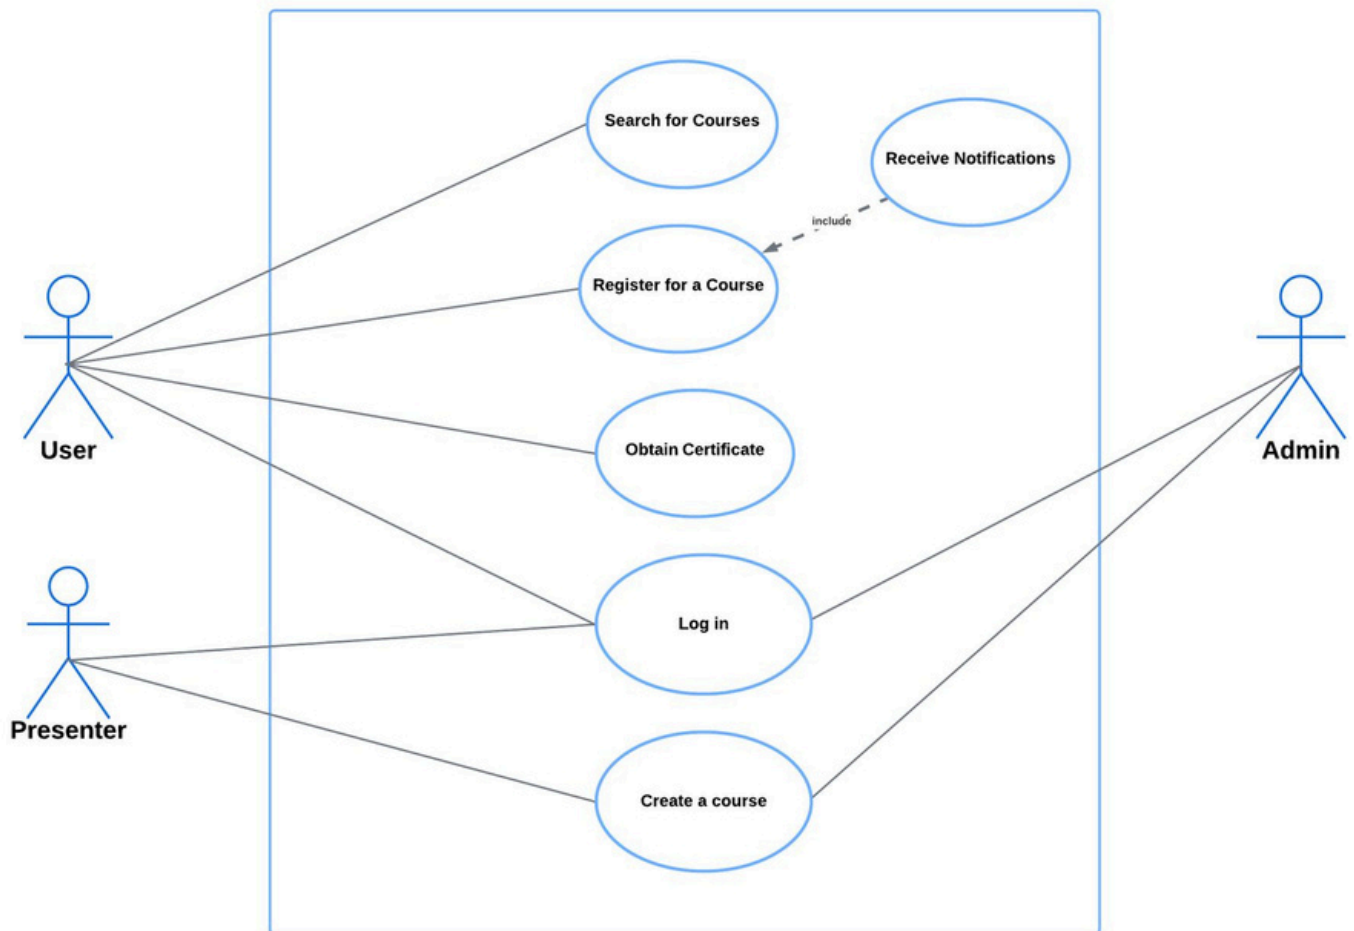 Search for Courses
Receive Notifications
include
Register for a Course
User
Obtain Certificate
Admin
Log in
Presenter
Create a course